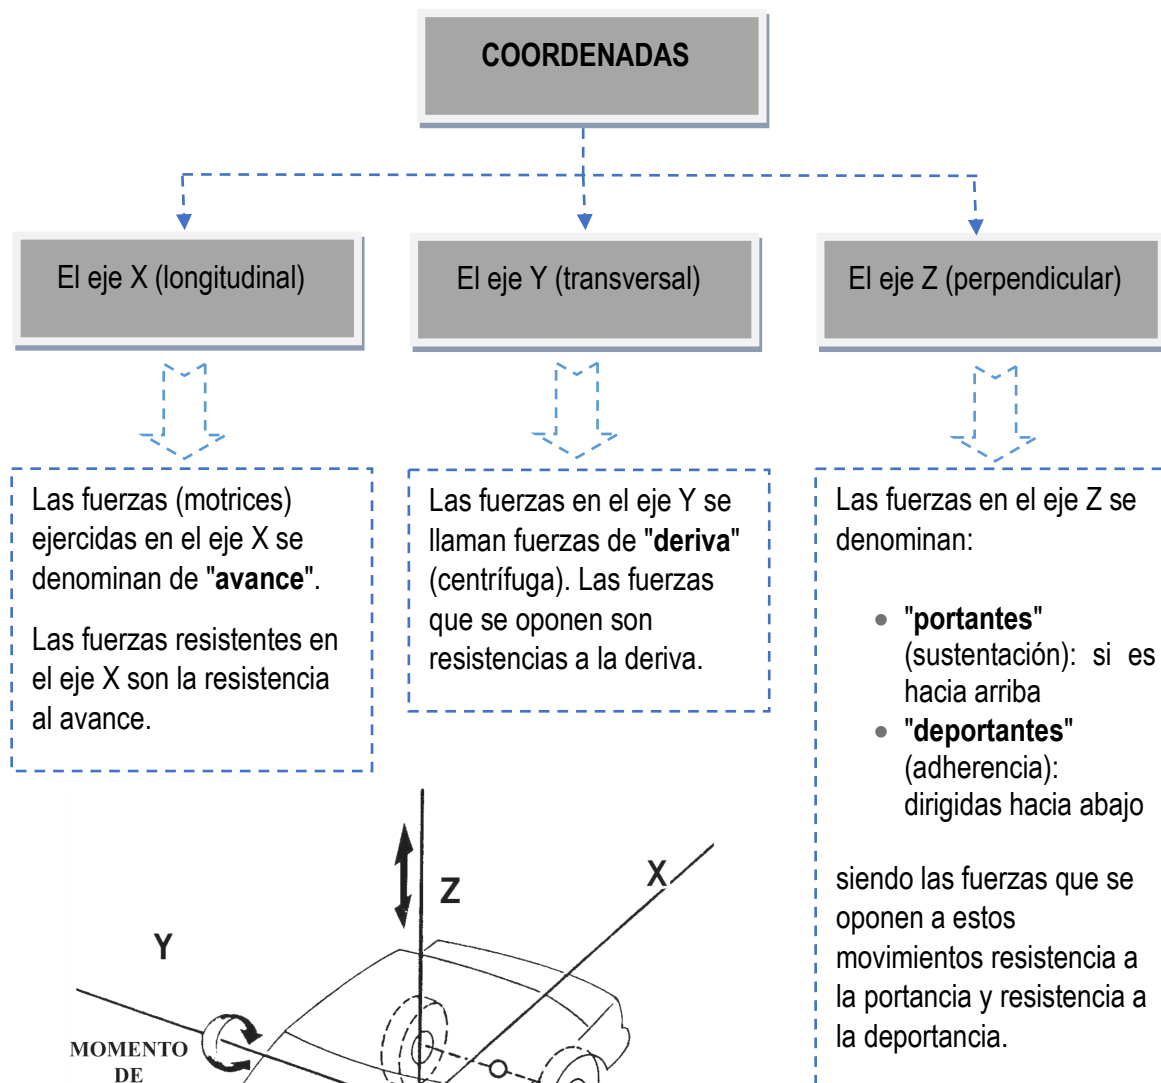 COORDENADAS
El eje X (longitudinal)
El eje Y (transversal)
El eje Z (perpendicular)
Las fuerzas (motrices)
ejercidas en el eje X se
denominan de "avance".
Las fuerzas resistentes en
el eje X son la resistencia
al avance.
Las fuerzas en el eje Y se
llaman fuerzas de "deriva"
(centrífuga). Las fuerzas
que se oponen son
resistencias a la deriva.
Las fuerzas en el eje Z se
denominan:
• "portantes"
(sustentación): si es
hacia arriba
• "deportantes"
(adherencia):
dirigidas hacia abajo
siendo las fuerzas que se
oponen a estos
movimientos resistencia a
la portancia y resistencia a
la deportancia.
Z
X
Y
MOMENTO
DE